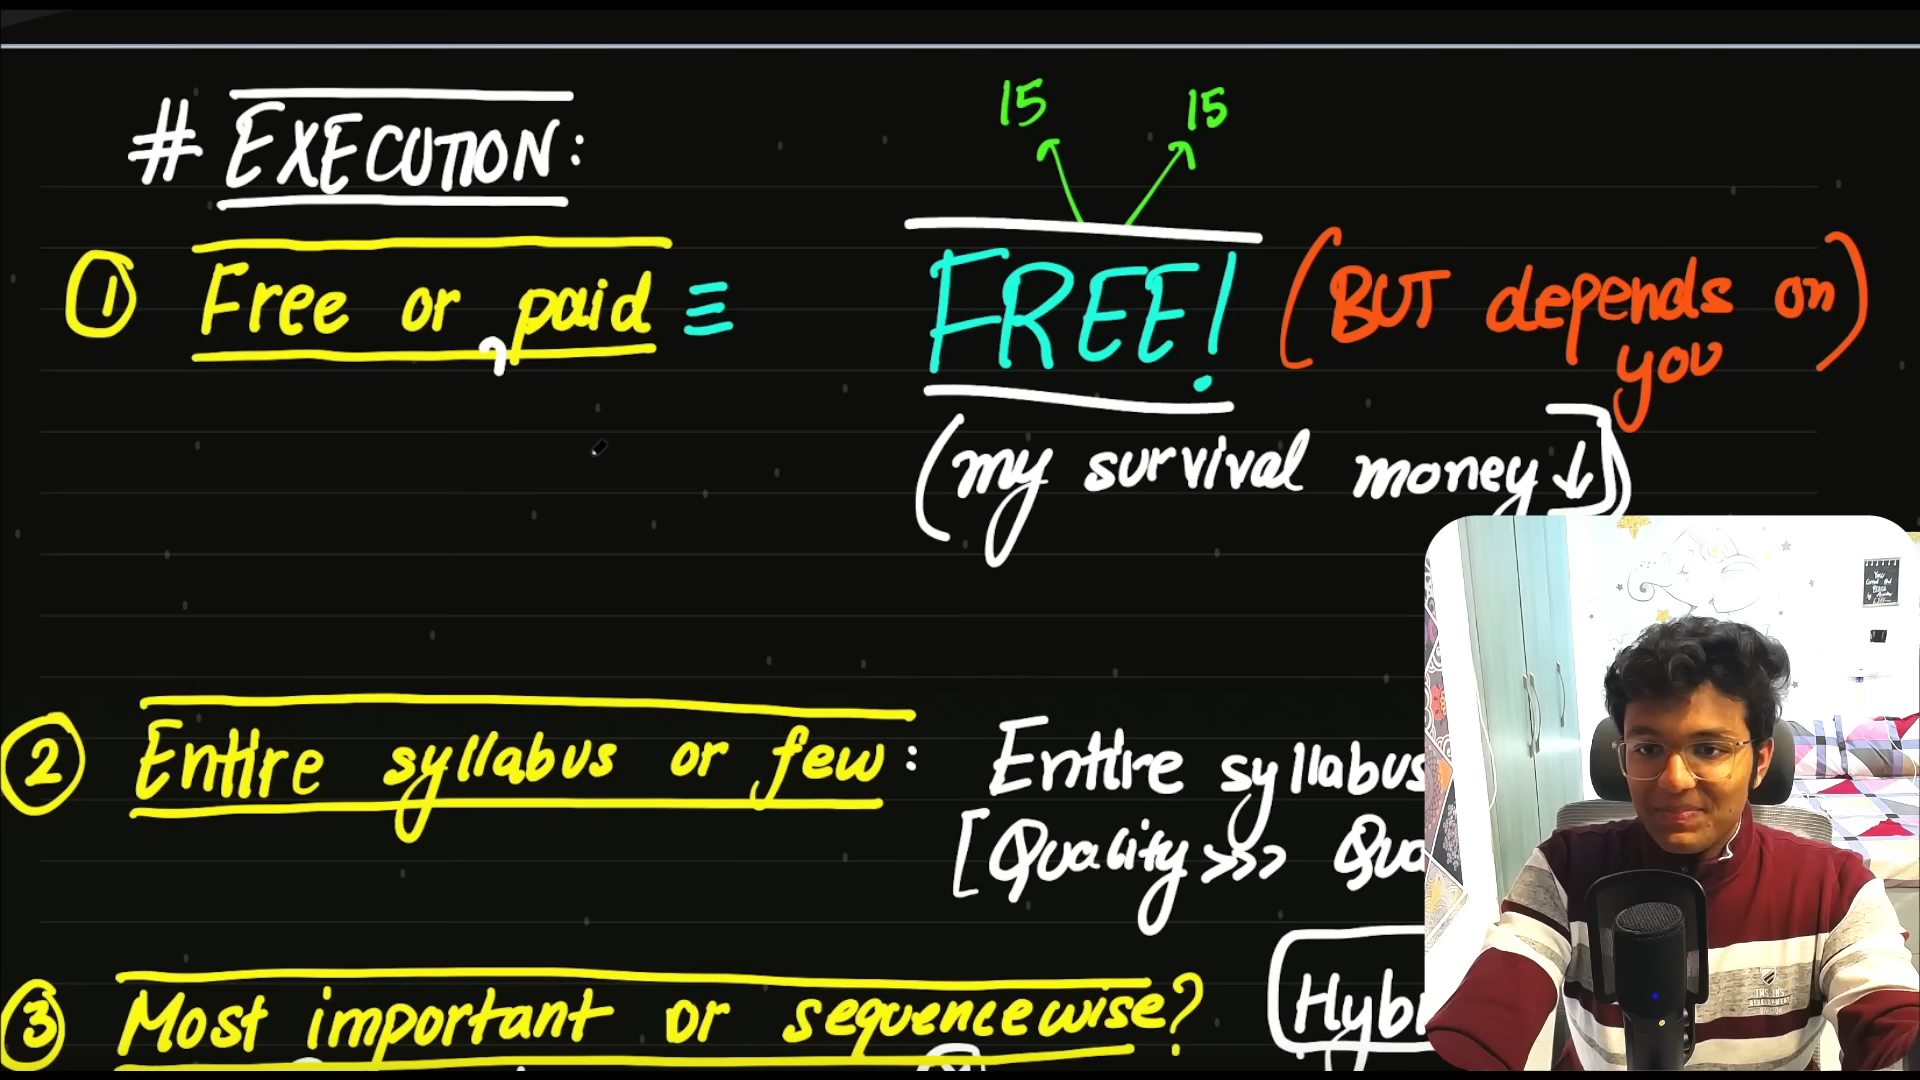 # EXECUTION:
15 15
① Free or paid ≡ FREE! (BUT depends on you)
(my survival money ↓)
② Entire syllabus or few : Entire syllabus
[Quality >>> Qua
③ Most important or sequencewise? Hybr